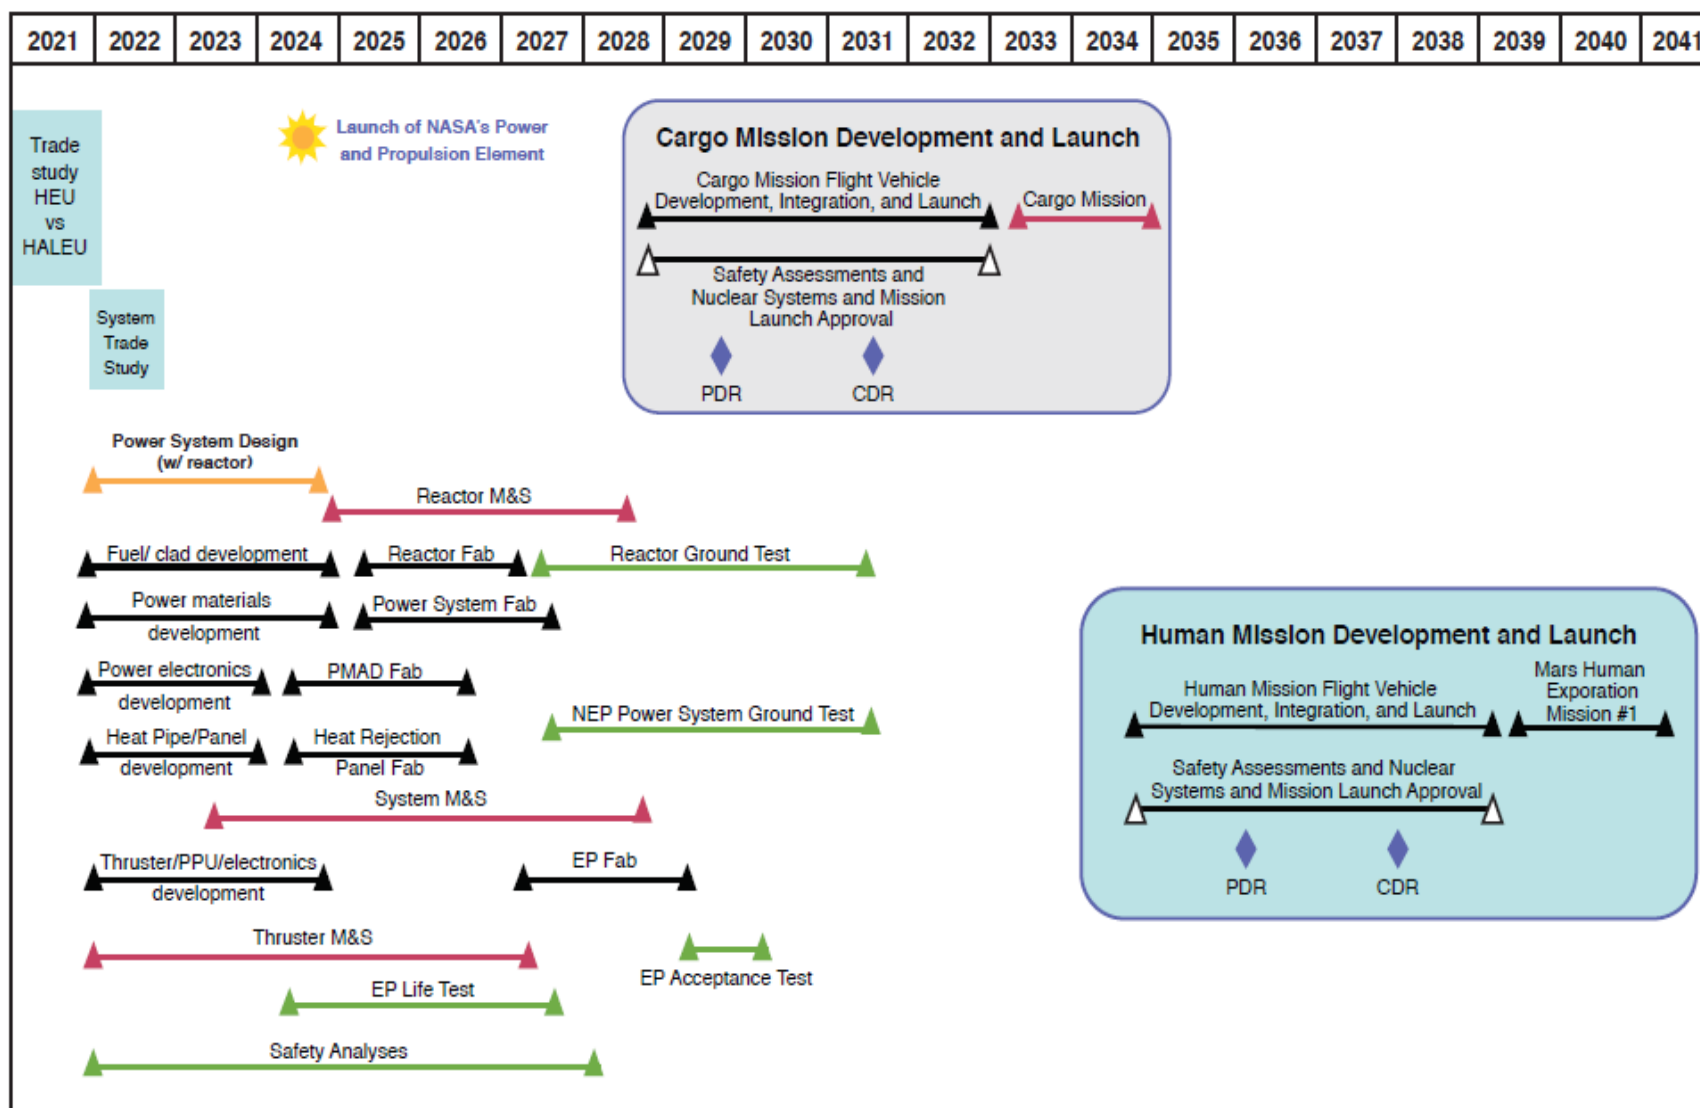 2021 2022 2023 2024 2025 2026 2027 2028 2029 2030 2031 2032 2033 2034 2035 2036 2037 2038 2039 2040 2041
Trade
study
HEU
vs
HALEU
System
Trade
Study
Launch of NASA's Power
and Propulsion Element
Cargo MIssion Development and Launch
Cargo Mission Flight Vehicle
Development, Integration, and Launch
Cargo Mission
Safety Assessments and
Nuclear Systems and Mission
Launch Approval
PDR
CDR
Power System Design
(w/ reactor)
Reactor M&S
Fuel/ clad development
Reactor Fab
Reactor Ground Test
Power materials
development
Power System Fab
Power electronics
development
PMAD Fab
NEP Power System Ground Test
Heat Pipe/Panel
development
Heat Rejection
Panel Fab
System M&S
Thruster/PPU/electronics
development
EP Fab
Thruster M&S
EP Acceptance Test
EP Life Test
Safety Analyses
Human MIssion Development and Launch
Human Mission Flight Vehicle
Development, Integration, and Launch
Mars Human
Exporation
Mission #1
Safety Assessments and Nuclear
Systems and Mission Launch Approval
PDR
CDR